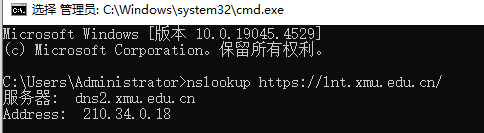 选择 管理员: C:\Windows\system32\cmd.exe
Microsoft Windows [版本 10.0.19045.4529]
(c) Microsoft Corporation。保留所有权利。
C:\Users\Administrator>nslookup https://lnt.xmu.edu.cn/
服务器:  dns2.xmu.edu.cn
Address:  210.34.0.18